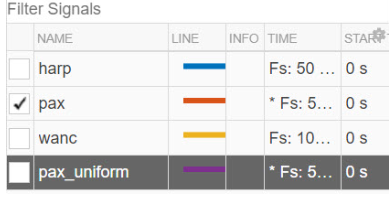 Filter Signals
NAME LINE INFO TIME START
harp Fs: 50 ... 0 s
pax * Fs: 5... 0 s
wanc Fs: 10... 0 s
pax_uniform * Fs: 5... 0 s